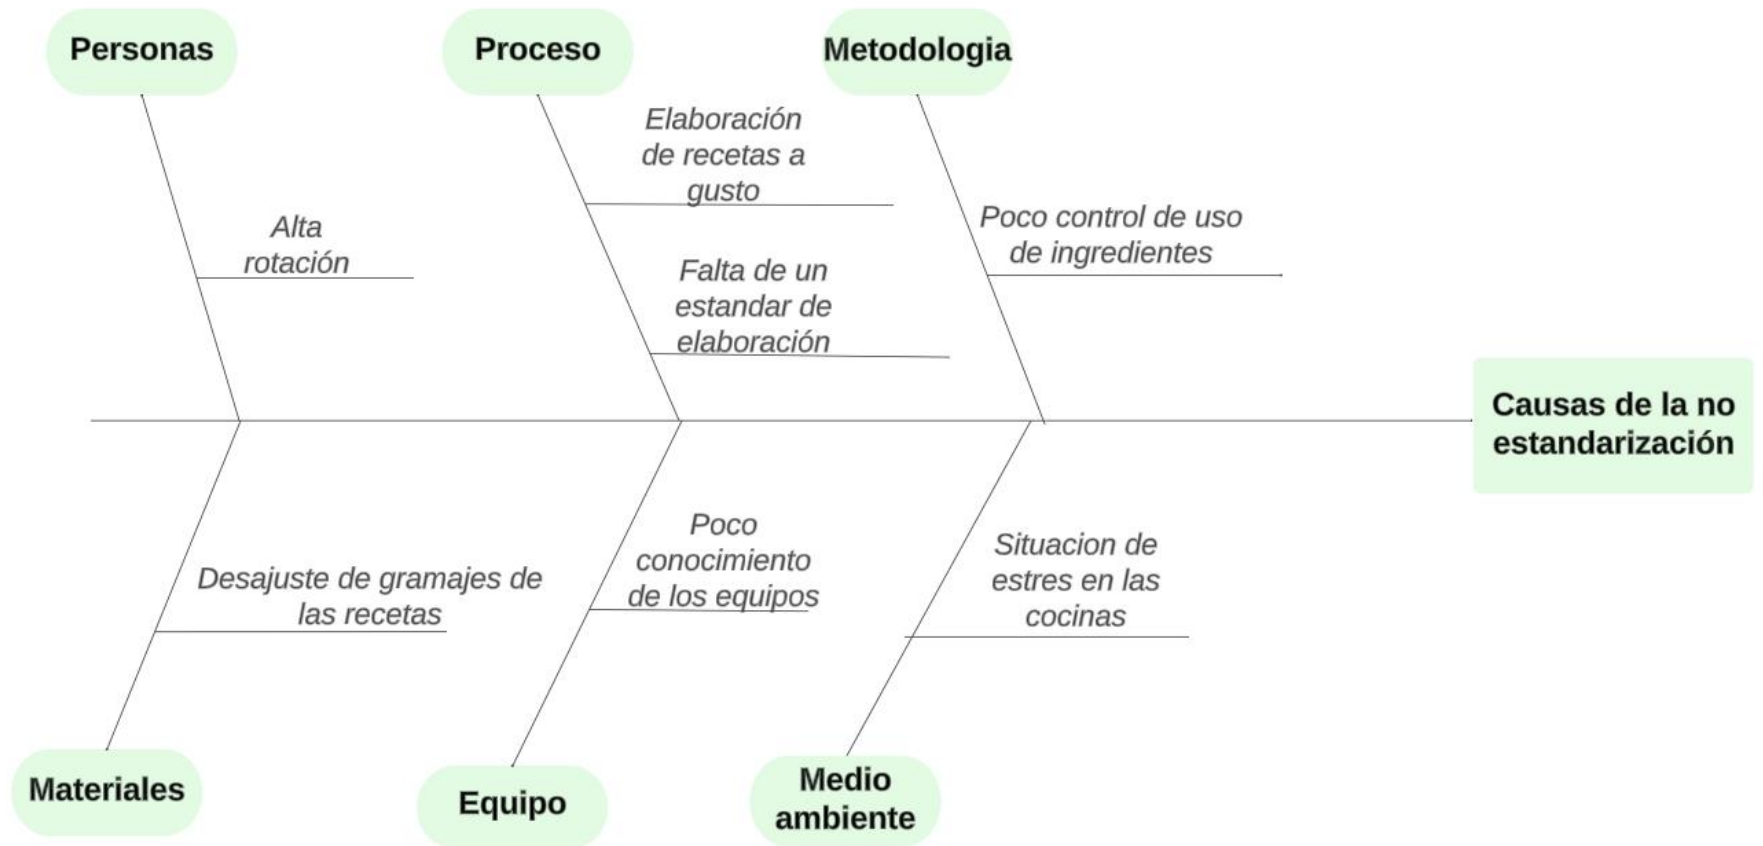 Personas
Proceso
Metodologia
Elaboración
de recetas a
gusto
Alta
rotación
Poco control de uso
de ingredientes
Falta de un
estandar de
elaboración
Causas de la no
estandarización
Desajuste de gramajes de
las recetas
Poco
conocimiento
de los equipos
Situacion de
estres en las
cocinas
Materiales
Equipo
Medio
ambiente